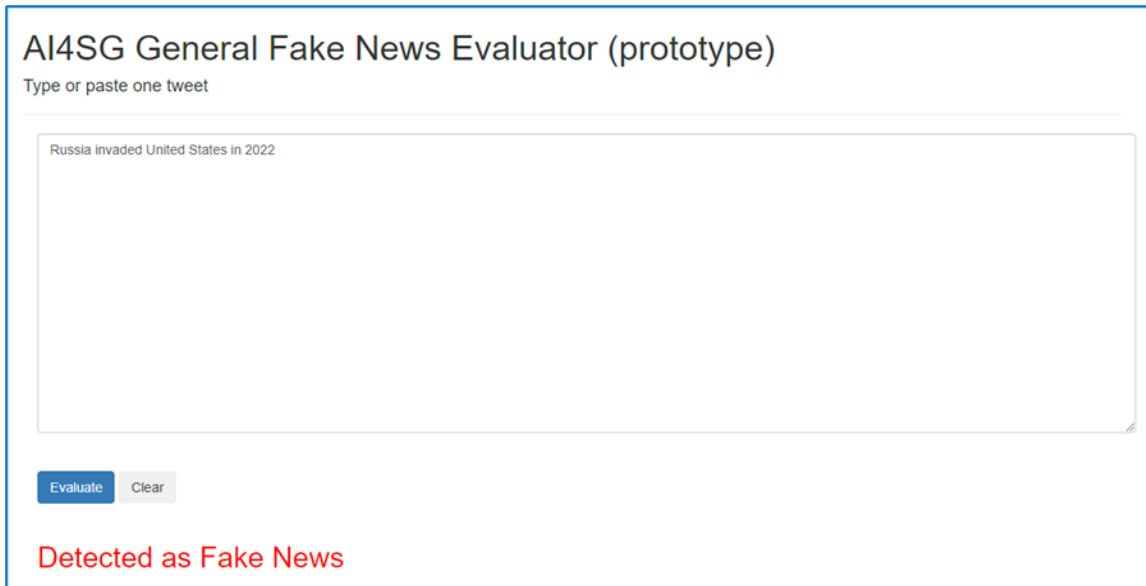 AI4SG General Fake News Evaluator (prototype)
Type or paste one tweet
Russia invaded United States in 2022
Evaluate Clear
Detected as Fake News